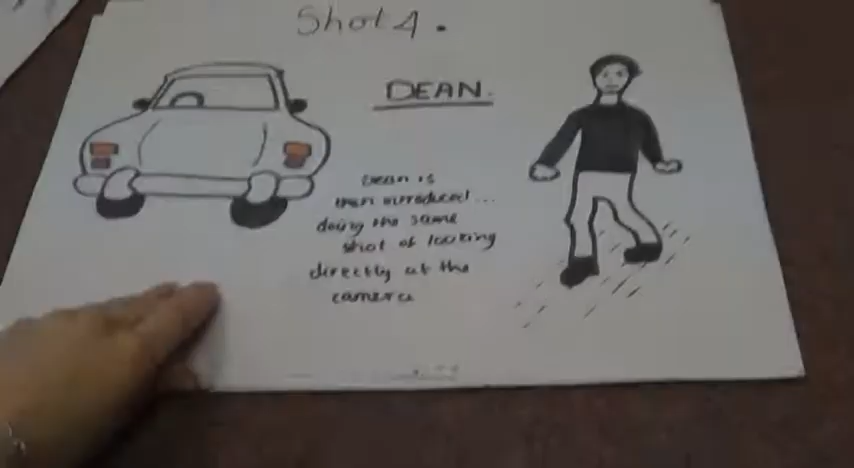 Shot 4.
DEAN.
Dean is
then introduced...
doing the same
shot of looking
directly at the
camera